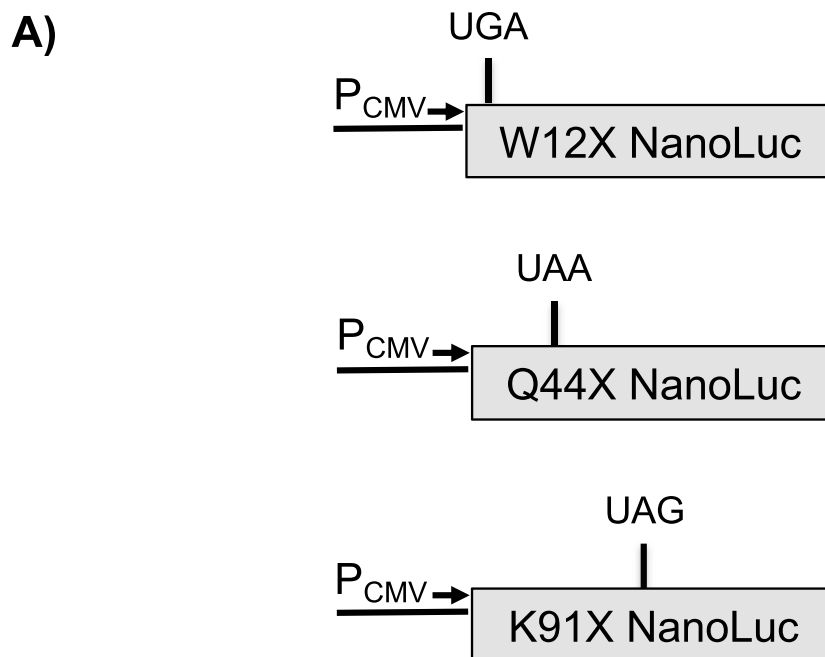 A)
UGA
PCMV
W12X NanoLuc
UAA
PCMV
Q44X NanoLuc
UAG
PCMV
K91X NanoLuc